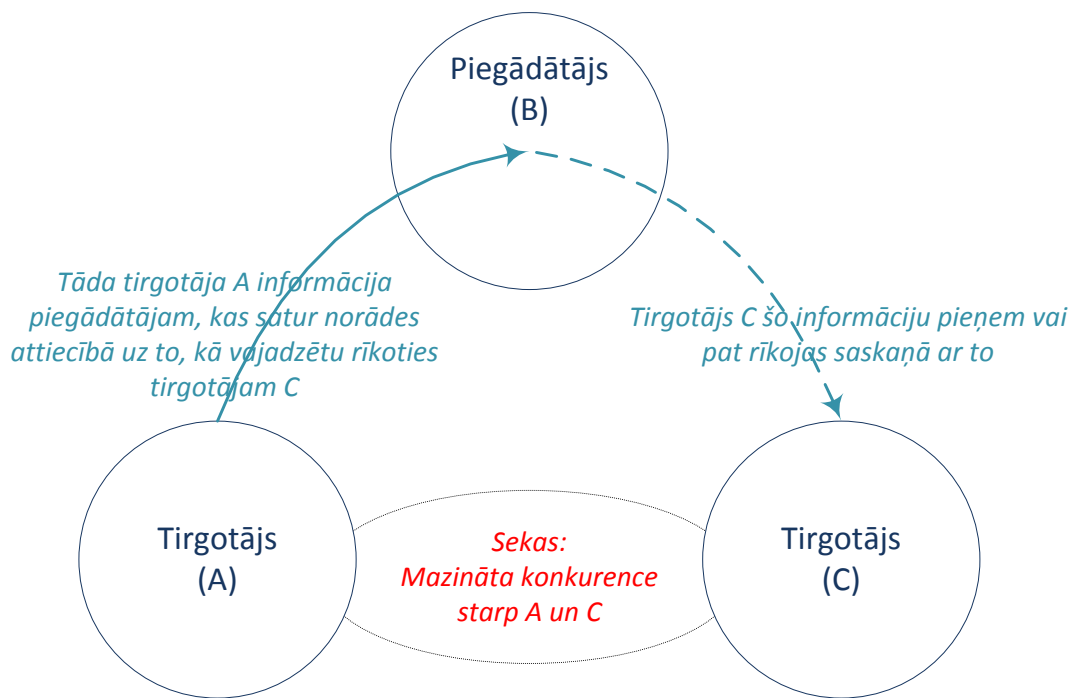 Piegādātājs
(B)
Tāda tirgotāja A informācija
piegādātājam, kas satur norādes
attiecībā uz to, kā vajadzētu rīkoties
tirgotājam C
Tirgotājs C šo informāciju pieņem vai
pat rīkojas saskaņā ar to
Tirgotājs
(A)
Sekas:
Mazināta konkurence
starp A un C
Tirgotājs
(C)